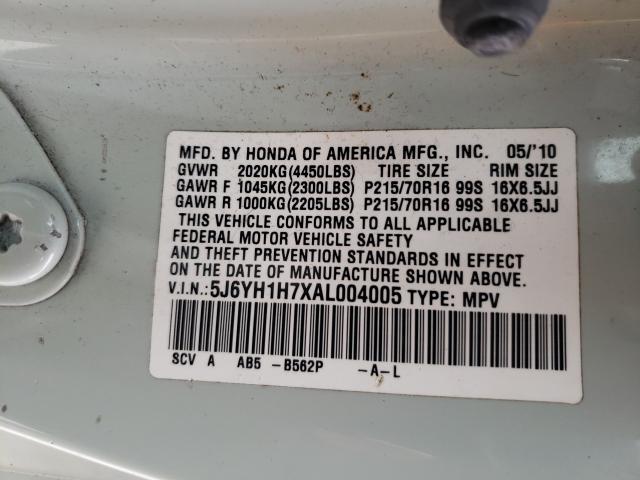 MFD. BY HONDA OF AMERICA MFG., INC. 05/'10
GVWR 2020KG(4450LBS) TIRE SIZE RIM SIZE
GAWR F 1045KG(2300LBS) P215/70R16 99S 16X6.5JJ
GAWR R 1000KG(2205LBS) P215/70R16 99S 16X6.5JJ
THIS VEHICLE CONFORMS TO ALL APPLICABLE
FEDERAL MOTOR VEHICLE SAFETY
AND THEFT PREVENTION STANDARDS IN EFFECT
ON THE DATE OF MANUFACTURE SHOWN ABOVE.
V.I.N.: 5J6YH1H7XAL004005 TYPE: MPV
SCV A AB5 -B562P -A-L